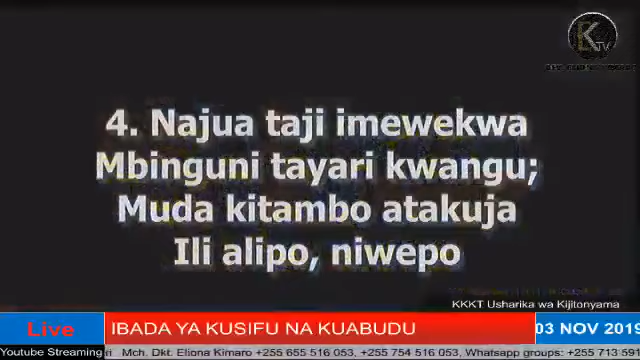 4. Najua taji imewekwa
Mbinguni tayari kwangu;
Muda kitambo atakuja
Ili alipo, niwepo
KKKT Usharika wa Kijitonyama
Live
IBADA YA KUSIFU NA KUABUDU
03 NOV 2019
Youtube Streaming
ri Mch. Dkt. Eliona Kimaro +255 655 516 053, +255 754 516 053. Whatsapp groups: +255 713 591